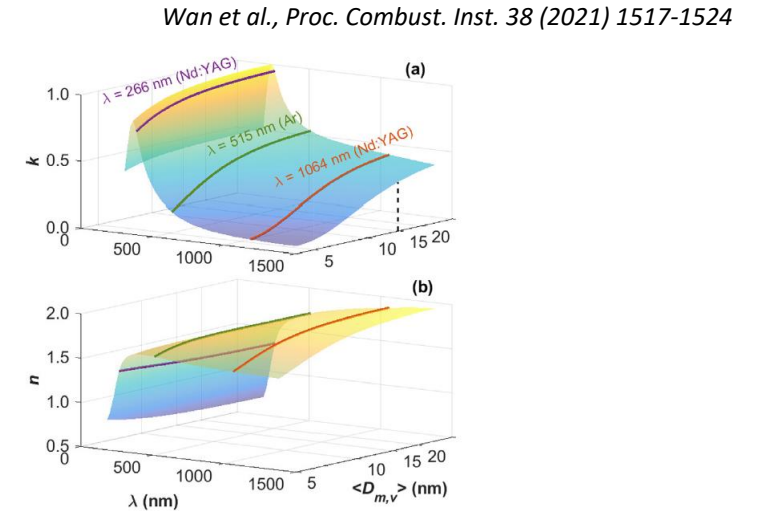 Wan et al., Proc. Combust. Inst. 38 (2021) 1517-1524
(a)
λ = 266 nm (Nd:YAG)
λ = 515 nm (Ar)
λ = 1064 nm (Nd:YAG)
1.0
0.5
0.0
k
0
500
1000
1500
5
10
15
20
(b)
2.0
1.5
1.0
0.5
n
0
500
1000
1500
5
10
15
20
λ (nm)
<Dm,v> (nm)